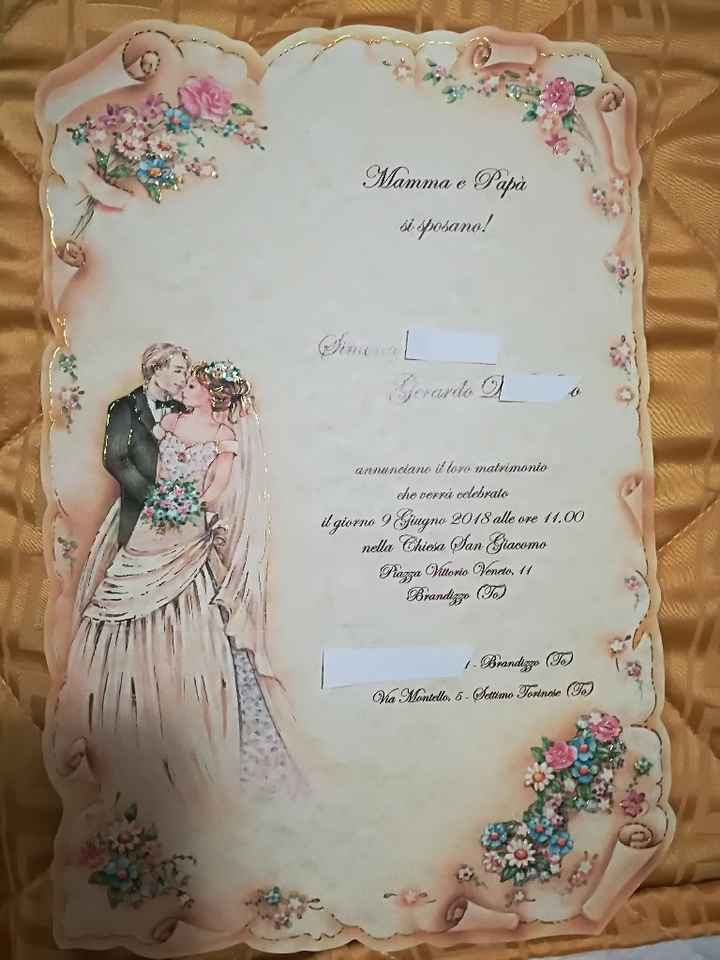 Mamma e Papà
si sposano!
Simona
Gerardo D o
annunciano il loro matrimonio
che verrà celebrato
il giorno 9 Giugno 2018 alle ore 11.00
nella Chiesa San Giacomo
Piazza Vittorio Veneto, 11
Brandizzo (To)
1 - Brandizzo (To)
Via Montello, 5 - Settimo Torinese (To)